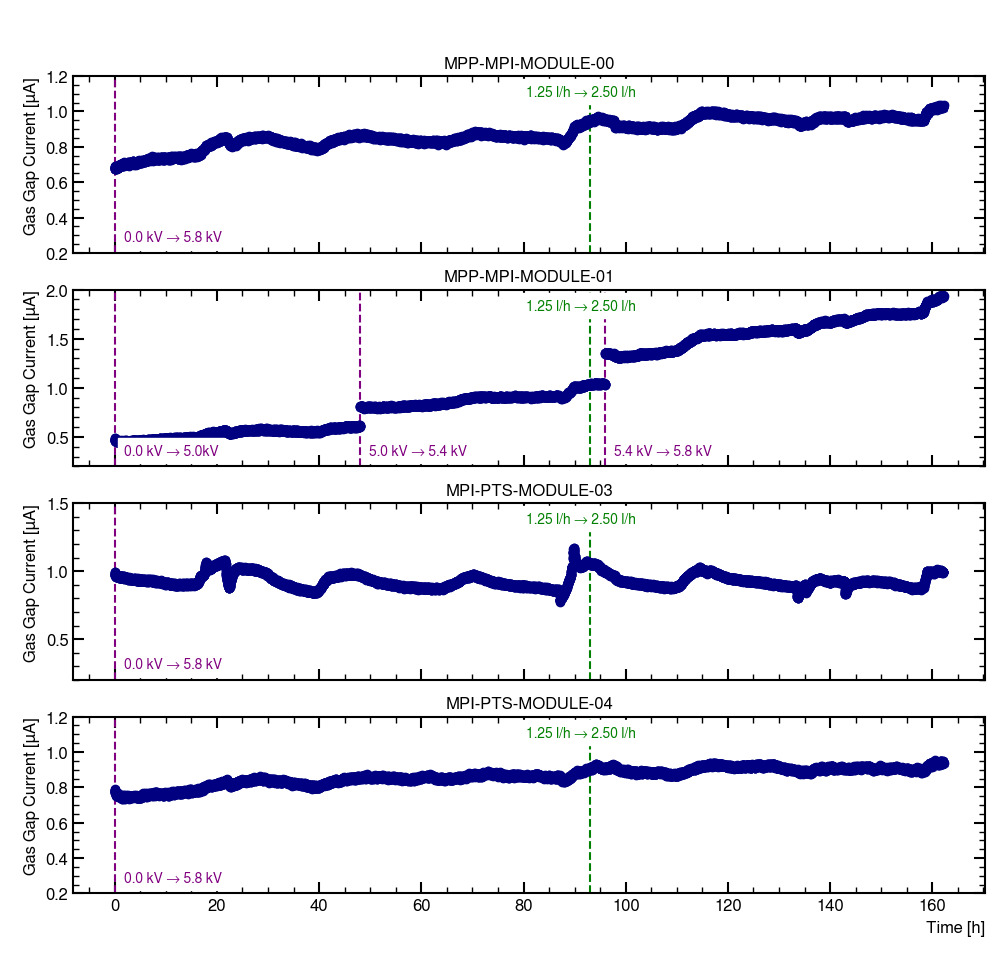 MPP-MPI-MODULE-00
Gas Gap Current [μA]
1.2
1.0
0.8
0.6
0.4
0.2
1.25 l/h → 2.50 l/h
0.0 kV → 5.8 kV
MPP-MPI-MODULE-01
Gas Gap Current [μA]
2.0
1.5
1.0
0.5
1.25 l/h → 2.50 l/h
0.0 kV → 5.0kV
5.0 kV → 5.4 kV
5.4 kV → 5.8 kV
MPI-PTS-MODULE-03
Gas Gap Current [μA]
1.5
1.0
0.5
1.25 l/h → 2.50 l/h
0.0 kV → 5.8 kV
MPI-PTS-MODULE-04
Gas Gap Current [μA]
1.2
1.0
0.8
0.6
0.4
0.2
1.25 l/h → 2.50 l/h
0.0 kV → 5.8 kV
0 20 40 60 80 100 120 140 160
Time [h]